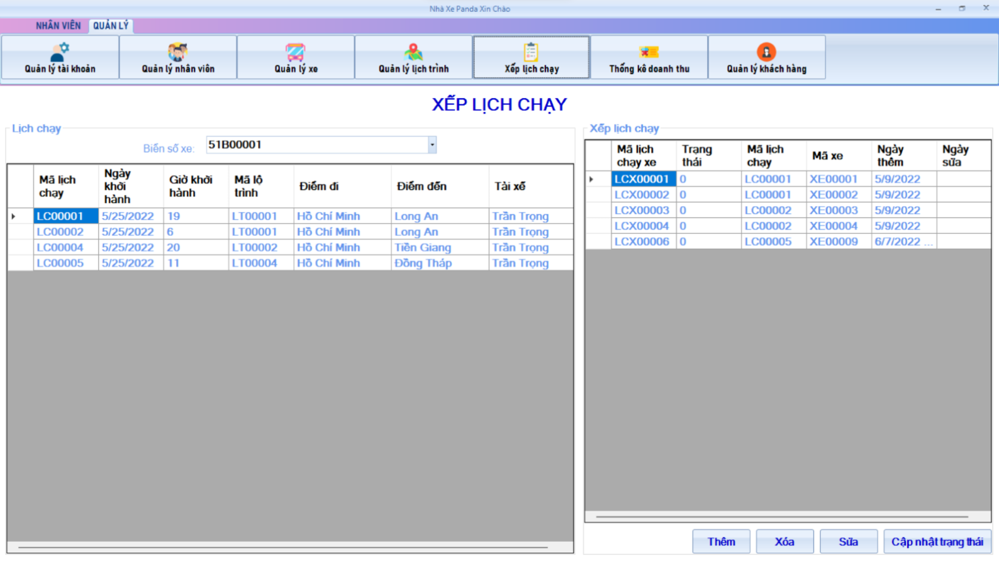 Nhà Xe Panda Xin Chào
NHÂN VIÊN QUẢN LÝ
Quản lý tài khoản Quản lý nhân viên Quản lý xe Quản lý lịch trình Xếp lịch chạy Thống kê doanh thu Quản lý khách hàng
XẾP LỊCH CHẠY
Lịch chạy
Biển số xe: 51B00001
Mã lịch chạy Ngày khởi hành Giờ khởi hành Mã lộ trình Điểm đi Điểm đến Tài xế
LC00001 5/25/2022 19 LT00001 Hồ Chí Minh Long An Trần Trọng
LC00002 5/25/2022 6 LT00001 Hồ Chí Minh Long An Trần Trọng
LC00004 5/25/2022 20 LT00002 Hồ Chí Minh Tiền Giang Trần Trọng
LC00005 5/25/2022 11 LT00004 Hồ Chí Minh Đồng Tháp Trần Trọng
Xếp lịch chạy
Mã lịch chạy xe Trạng thái Mã lịch chạy Mã xe Ngày thêm Ngày sửa
LCX00001 0 LC00001 XE00001 5/9/2022
LCX00002 0 LC00001 XE00002 5/9/2022
LCX00003 0 LC00002 XE00003 5/9/2022
LCX00004 0 LC00002 XE00004 5/9/2022
LCX00006 0 LC00005 XE00009 6/7/2022 ...
Thêm Xóa Sửa Cập nhật trạng thái